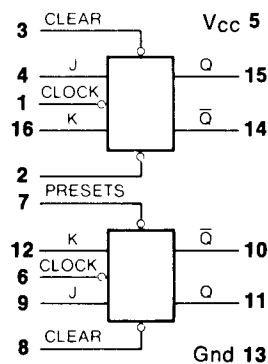 3 CLEAR Vcc 5
4 J Q 15
1 CLOCK
16 K Q̅ 14
2
7 PRESETS
12 K Q̅ 10
6 CLOCK
9 J Q 11
8 CLEAR
Gnd 13